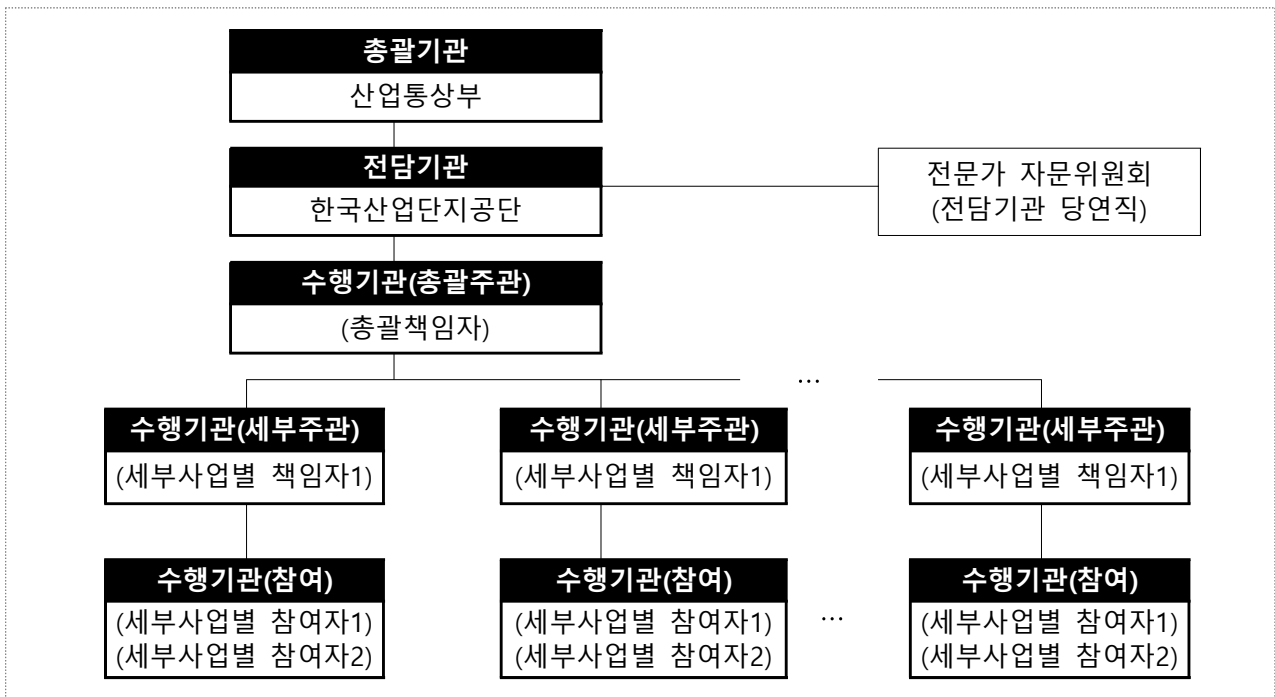 총괄기관
산업통상부
전담기관
한국산업단지공단
전문가 자문위원회
(전담기관 당연직)
수행기관(총괄주관)
(총괄책임자)
...
수행기관(세부주관)
(세부사업별 책임자1)
수행기관(세부주관)
(세부사업별 책임자1)
수행기관(세부주관)
(세부사업별 책임자1)
수행기관(참여)
(세부사업별 참여자1)
(세부사업별 참여자2)
수행기관(참여)
(세부사업별 참여자1)
(세부사업별 참여자2)
...
수행기관(참여)
(세부사업별 참여자1)
(세부사업별 참여자2)